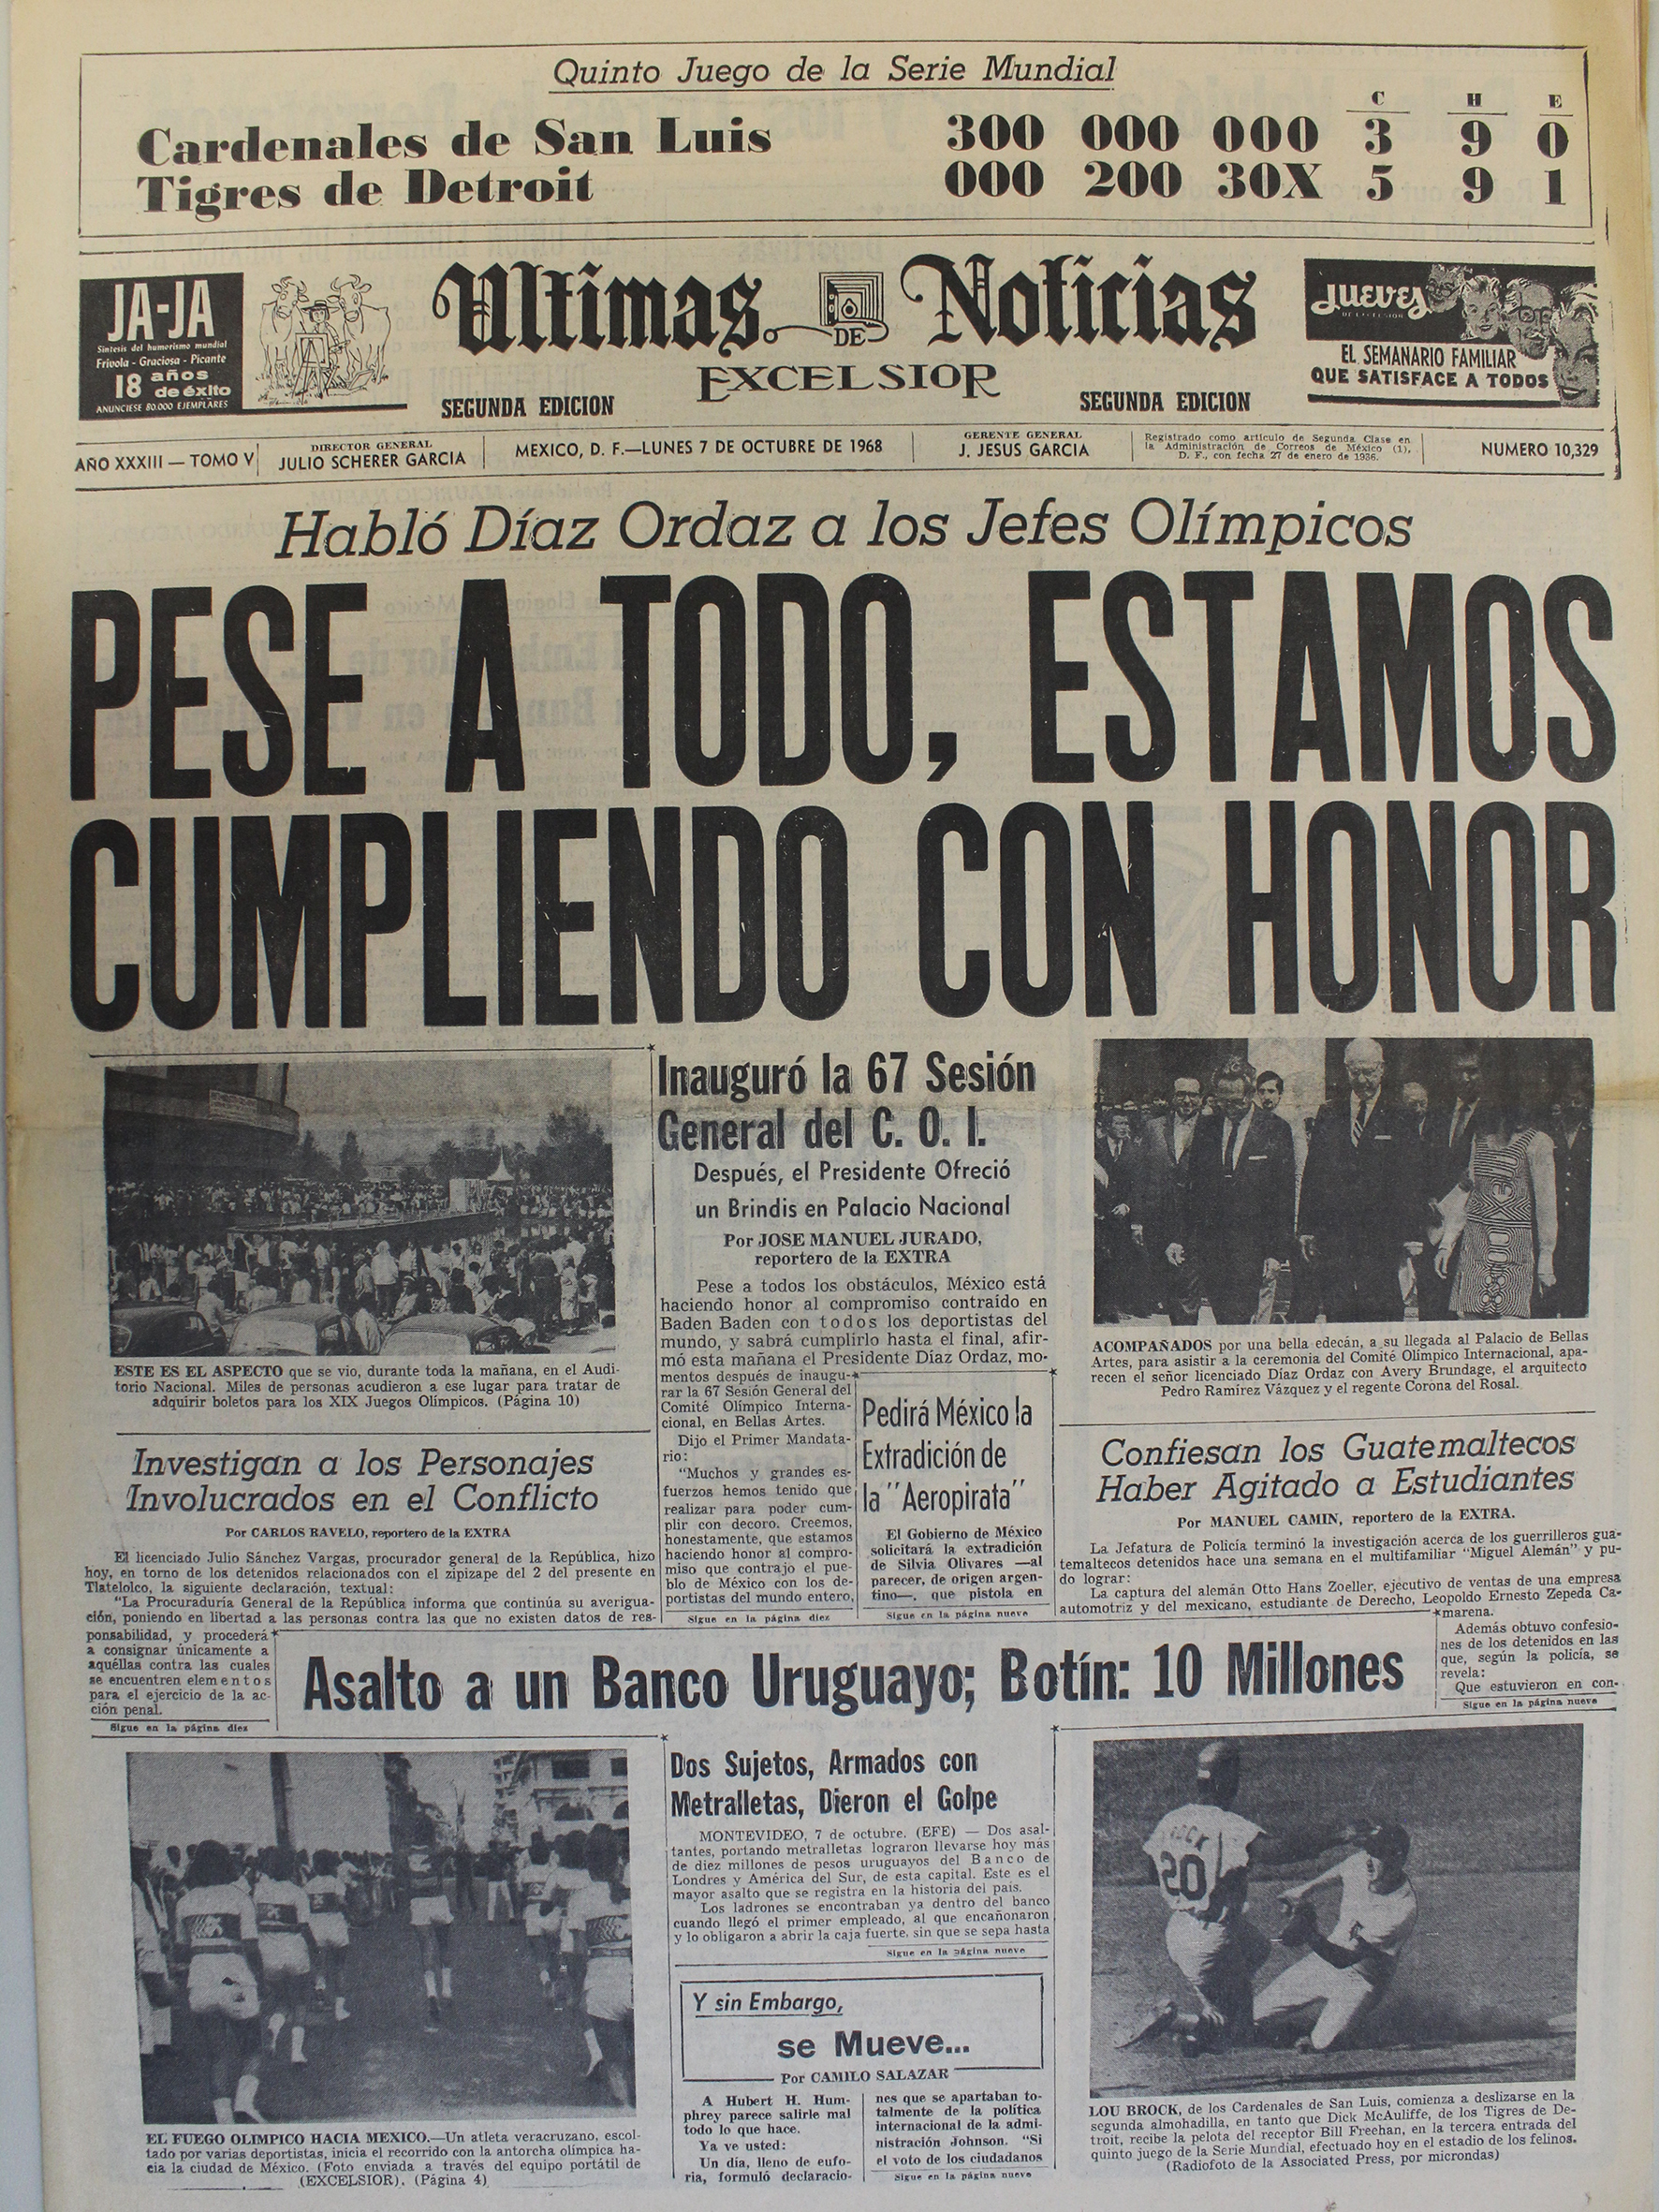 Quinto Juego de la Serie Mundial
C H E
Cardenales de San Luis 300 000 000 3 9 0
Tigres de Detroit 000 200 30X 5 9 1
JA-JA
Síntesis del humorismo mundial
Frívola - Graciosa - Picante
18 años
de éxito
ANUNCIESE 80.000 EJEMPLARES
Ultimas Noticias
DE
EXCELSIOR
SEGUNDA EDICION
SEGUNDA EDICION
JUEVES
DE EXCELSIOR
EL SEMANARIO FAMILIAR
QUE SATISFACE A TODOS
AÑO XXXIII — TOMO V
DIRECTOR GENERAL
JULIO SCHERER GARCIA
MEXICO, D. F.—LUNES 7 DE OCTUBRE DE 1968
GERENTE GENERAL
J. JESUS GARCIA
Registrado como artículo de Segunda Clase en
la Administración de Correos de México (1),
D. F., con fecha 27 de enero de 1936.
NUMERO 10,329
Habló Díaz Ordaz a los Jefes Olímpicos
PESE A TODO, ESTAMOS
CUMPLIENDO CON HONOR
ESTE ES EL ASPECTO que se vio, durante toda la mañana, en el Audi-
torio Nacional. Miles de personas acudieron a ese lugar para tratar de
adquirir boletos para los XIX Juegos Olímpicos. (Página 10)
Investigan a los Personajes
Involucrados en el Conflicto
Por CARLOS RAVELO, reportero de la EXTRA
El licenciado Julio Sánchez Vargas, procurador general de la República, hizo
hoy, en torno de los detenidos relacionados con el zipizape del 2 del presente en
Tlatelolco, la siguiente declaración, textual:
"La Procuraduría General de la República informa que continúa su averigua-
ción, poniendo en libertad a las personas contra las que no existen datos de res-
ponsabilidad, y procederá
a consignar únicamente a
aquéllas contra las cuales
se encuentren elementos
para el ejercicio de la ac-
ción penal.
Sigue en la página diez
Inauguró la 67 Sesión
General del C. O. I.
Después, el Presidente Ofreció
un Brindis en Palacio Nacional
Por JOSE MANUEL JURADO,
reportero de la EXTRA
Pese a todos los obstáculos, México está
haciendo honor al compromiso contraído en
Baden Baden con todos los deportistas del
mundo, y sabrá cumplirlo hasta el final, afir-
mó esta mañana el Presidente Díaz Ordaz, mo-
mentos después de inaugu-
rar la 67 Sesión General del
Comité Olímpico Interna-
cional, en Bellas Artes.
Dijo el Primer Mandata-
rio:
"Muchos y grandes es-
fuerzos hemos tenido que
realizar para poder cum-
plir con decoro. Creemos,
honestamente, que estamos
haciendo honor al compro-
miso que contrajo el pue-
blo de México con los de-
portistas del mundo entero,
Sigue en la página diez
Pedirá México la
Extradición de
la "Aeropirata"
El Gobierno de México
solicitará la extradición
de Silvia Olivares —al
parecer, de origen argen-
tino—, que pistola en
Sigue en la página nueve
ACOMPAÑADOS por una bella edecán, a su llegada al Palacio de Bellas
Artes, para asistir a la ceremonia del Comité Olímpico Internacional, apa-
recen el señor licenciado Díaz Ordaz con Avery Brundage, el arquitecto
Pedro Ramírez Vázquez y el regente Corona del Rosal.
Confiesan los Guatemaltecos
Haber Agitado a Estudiantes
Por MANUEL CAMIN, reportero de la EXTRA.
La Jefatura de Policía terminó la investigación acerca de los guerrilleros gua-
temaltecos detenidos hace una semana en el multifamiliar "Miguel Alemán" y pu-
do lograr:
La captura del alemán Otto Hans Zoeller, ejecutivo de ventas de una empresa
automotriz y del mexicano, estudiante de Derecho, Leopoldo Ernesto Zepeda Ca-
marena.
Además obtuvo confesio-
nes de los detenidos en las
que, según la policía, se
revela:
Que estuvieron en con-
Sigue en la página nueve
Asalto a un Banco Uruguayo; Botín: 10 Millones
EL FUEGO OLIMPICO HACIA MEXICO.—Un atleta veracruzano, escol-
tado por varias deportistas, inicia el recorrido con la antorcha olímpica ha-
cia la ciudad de México. (Foto enviada a través del equipo portátil de
(EXCELSIOR). (Página 4)
Dos Sujetos, Armados con
Metralletas, Dieron el Golpe
MONTEVIDEO, 7 de octubre. (EFE) — Dos asal-
tantes, portando metralletas lograron llevarse hoy más
de diez millones de pesos uruguayos del Banco de
Londres y América del Sur, de esta capital. Este es el
mayor asalto que se registra en la historia del país.
Los ladrones se encontraban ya dentro del banco
cuando llegó el primer empleado, al que encañonaron
y lo obligaron a abrir la caja fuerte, sin que se sepa hasta
Sigue en la página nueve
Y sin Embargo,
se Mueve...
Por CAMILO SALAZAR
A Hubert H. Hum-
phrey parece salirle mal
todo lo que hace.
Ya ve usted:
Un día, lleno de eufo-
ria, formuló declaracio-
nes que se apartaban to-
talmente de la política
internacional de la admi-
nistración Johnson. "Si
el voto de los ciudadanos
Sigue en la página nueve
BROCK
20
LOU BROCK, de los Cardenales de San Luis, comienza a deslizarse en la
segunda almohadilla, en tanto que Dick McAuliffe, de los Tigres de De-
troit, recibe la pelota del receptor Bill Freehan, en la tercera entrada del
quinto juego de la Serie Mundial, efectuado hoy en el estadio de los felinos.
(Radiofoto de la Associated Press, por microndas)